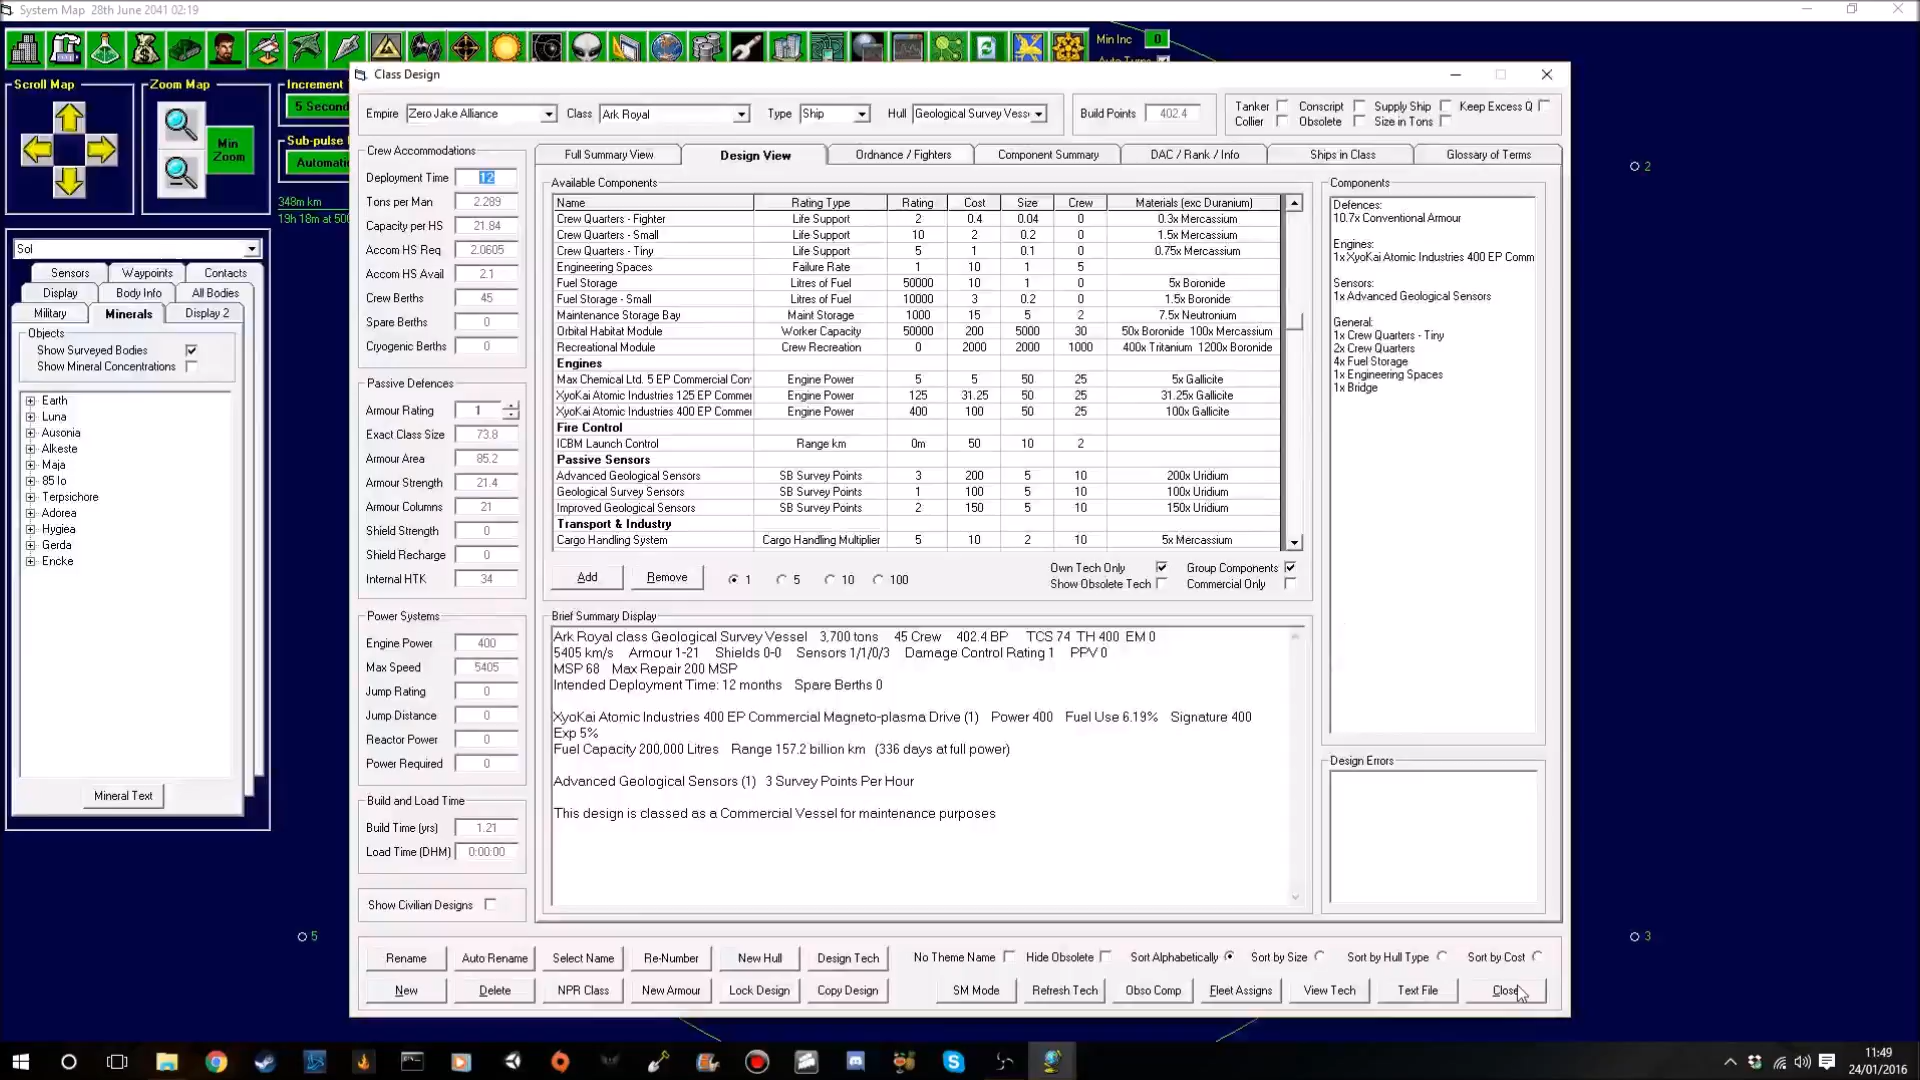 System Map 28th June 2041 02:19
Min Inc 0
Scroll Map
Zoom Map
Min Zoom
Increment
5 Second
Sub-pulse
Automati
348m km
Sol
Sensors Waypoints Contacts
Display Body Info All Bodies
Military Minerals Display 2
Objects
Show Surveyed Bodies
Show Mineral Concentrations
Earth
Luna
Ausonia
Alkeste
Maja
85 Io
Terpsichore
Adorea
Hygiea
Gerda
Encke
Mineral Text
Class Design
Empire Zero Jake Alliance Class Ark Royal Type Ship Hull Geological Survey Vess Build Points 402.4
Tanker Conscript Supply Ship Keep Excess Q
Collier Obsolete Size in Tons
Crew Accommodations
Deployment Time 12
Tons per Man 2.289
Capacity per HS 21.84
Accom HS Req 2.0605
Accom HS Avail 2.1
Crew Berths 45
Spare Berths 0
Cryogenic Berths 0
Passive Defences
Armour Rating 1
Exact Class Size 73.8
Armour Area 85.2
Armour Strength 21.4
Armour Columns 21
Shield Strength 0
Shield Recharge 0
Internal HTK 34
Power Systems
Engine Power 400
Max Speed 5405
Jump Rating 0
Jump Distance 0
Reactor Power 0
Power Required 0
Build and Load Time
Build Time (yrs) 1.21
Load Time (DHM) 0:00:00
Show Civilian Designs
Full Summary View Design View Ordnance / Fighters Component Summary DAC / Rank / Info Ships in Class Glossary of Terms
Available Components
Name Rating Type Rating Cost Size Crew Materials (exc Duranium)
Crew Quarters - Fighter Life Support 2 0.4 0.04 0 0.3x Mercassium
Crew Quarters - Small Life Support 10 2 0.2 0 1.5x Mercassium
Crew Quarters - Tiny Life Support 5 1 0.1 0 0.75x Mercassium
Engineering Spaces Failure Rate 1 10 1 5
Fuel Storage Litres of Fuel 50000 10 1 0 5x Boronide
Fuel Storage - Small Litres of Fuel 10000 3 0.2 0 1.5x Boronide
Maintenance Storage Bay Maint Storage 1000 15 5 2 7.5x Neutronium
Orbital Habitat Module Worker Capacity 50000 200 5000 30 50x Boronide 100x Mercassium
Recreational Module Crew Recreation 0 2000 2000 1000 400x Tritanium 1200x Boronide
Engines
Max Chemical Ltd. 5 EP Commercial Con Engine Power 5 5 50 25 5x Gallicite
XyoKai Atomic Industries 125 EP Commer Engine Power 125 31.25 50 25 31.25x Gallicite
XyoKai Atomic Industries 400 EP Commer Engine Power 400 100 50 25 100x Gallicite
Fire Control
ICBM Launch Control Range km 0m 50 10 2
Passive Sensors
Advanced Geological Sensors SB Survey Points 3 200 5 10 200x Uridium
Geological Survey Sensors SB Survey Points 1 100 5 10 100x Uridium
Improved Geological Sensors SB Survey Points 2 150 5 10 150x Uridium
Transport & Industry
Cargo Handling System Cargo Handling Multiplier 5 10 2 10 5x Mercassium
Add Remove 1 5 10 100
Own Tech Only Group Components
Show Obsolete Tech Commercial Only
Brief Summary Display
Ark Royal class Geological Survey Vessel 3,700 tons 45 Crew 402.4 BP TCS 74 TH 400 EM 0
5405 km/s Armour 1-21 Shields 0-0 Sensors 1/1/0/3 Damage Control Rating 1 PPV 0
MSP 68 Max Repair 200 MSP
Intended Deployment Time: 12 months Spare Berths 0
XyoKai Atomic Industries 400 EP Commercial Magneto-plasma Drive (1) Power 400 Fuel Use 6.19% Signature 400
Exp 5%
Fuel Capacity 200,000 Litres Range 157.2 billion km (336 days at full power)
Advanced Geological Sensors (1) 3 Survey Points Per Hour
This design is classed as a Commercial Vessel for maintenance purposes
Components
Defences:
10.7x Conventional Armour
Engines:
1x XyoKai Atomic Industries 400 EP Comm
Sensors:
1x Advanced Geological Sensors
General:
1x Crew Quarters - Tiny
2x Crew Quarters
4x Fuel Storage
1x Engineering Spaces
1x Bridge
Design Errors
Rename Auto Rename Select Name Re-Number New Hull Design Tech No Theme Name Hide Obsolete Sort Alphabetically Sort by Size Sort by Hull Type Sort by Cost
New Delete NPR Class New Armour Lock Design Copy Design SM Mode Refresh Tech Obso Comp Fleet Assigns View Tech Text File Close
2
5
3
11:49
24/01/2016